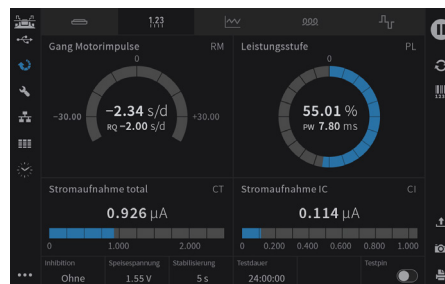 1.23
Gang Motorimpulse RM
0
-30.00
+30.00
-2.34 s/d
RQ -2.00 s/d
Leistungsstufe PL
0
55.01 %
PW 7.80 ms
Stromaufnahme total CT
0.926 µA
0 1.000 2.000
Stromaufnahme IC CI
0.114 µA
0 0.200 0.400 0.600 0.800 1.000
Inhibition Speisespannung Stabilisierung Testdauer Testpin
Ohne 1.55 V 5 s 24:00:00